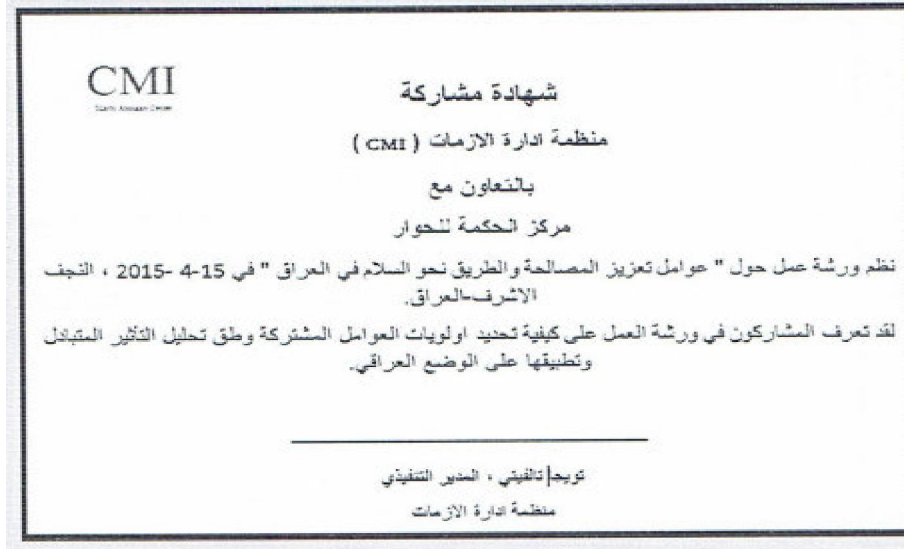 CMI
شهادة مشاركة
منظمة ادارة الازمات ( CMI )
بالتعاون مع
مركز الحكمة للحوار
نظم ورشة عمل حول " عوامل تعزيز المصالحة والطريق نحو السلام في العراق " في 15-4 -2015 ، النجف
الاشرف-العراق.
لقد تعرف المشاركون في ورشة العمل على كيفية تحديد اولويات العوامل المشتركة وطق تحليل التأثير المتبادل
وتطبيقها على الوضع العراقي.
تالفيتي ، المدير التنفيذي
منظمة ادارة الازمات